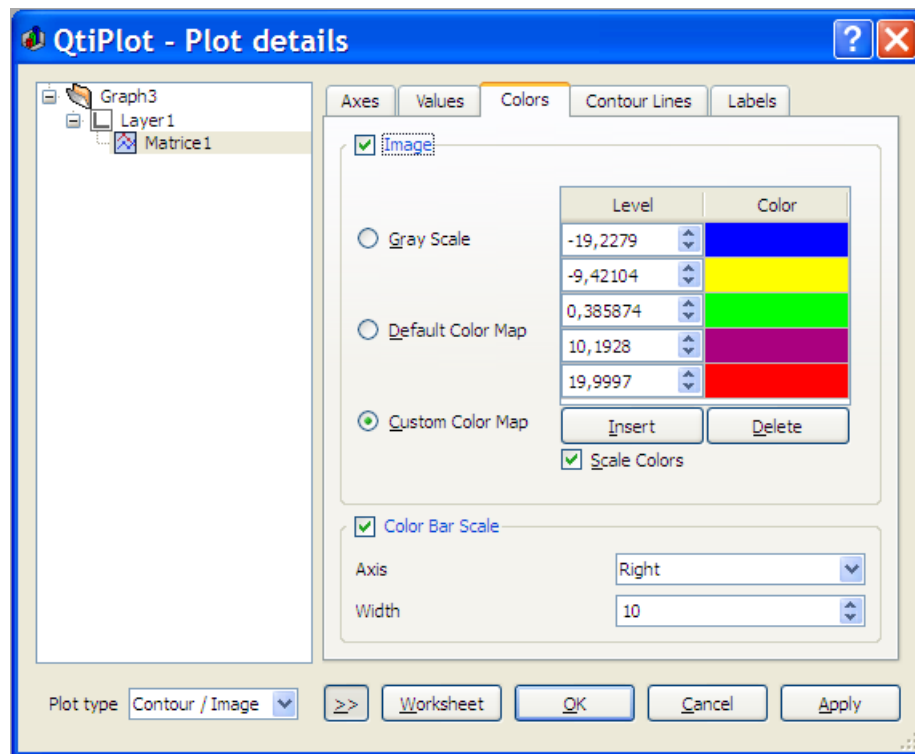 QtiPlot - Plot details
Graph3
Layer1
Matrice1
Axes Values Colors Contour Lines Labels
Image
Level Color
Gray Scale
-19,2279
-9,42104
0,385874
Default Color Map
10,1928
19,9997
Custom Color Map
Insert Delete
Scale Colors
Color Bar Scale
Axis Right
Width 10
Plot type Contour / Image >> Worksheet OK Cancel Apply